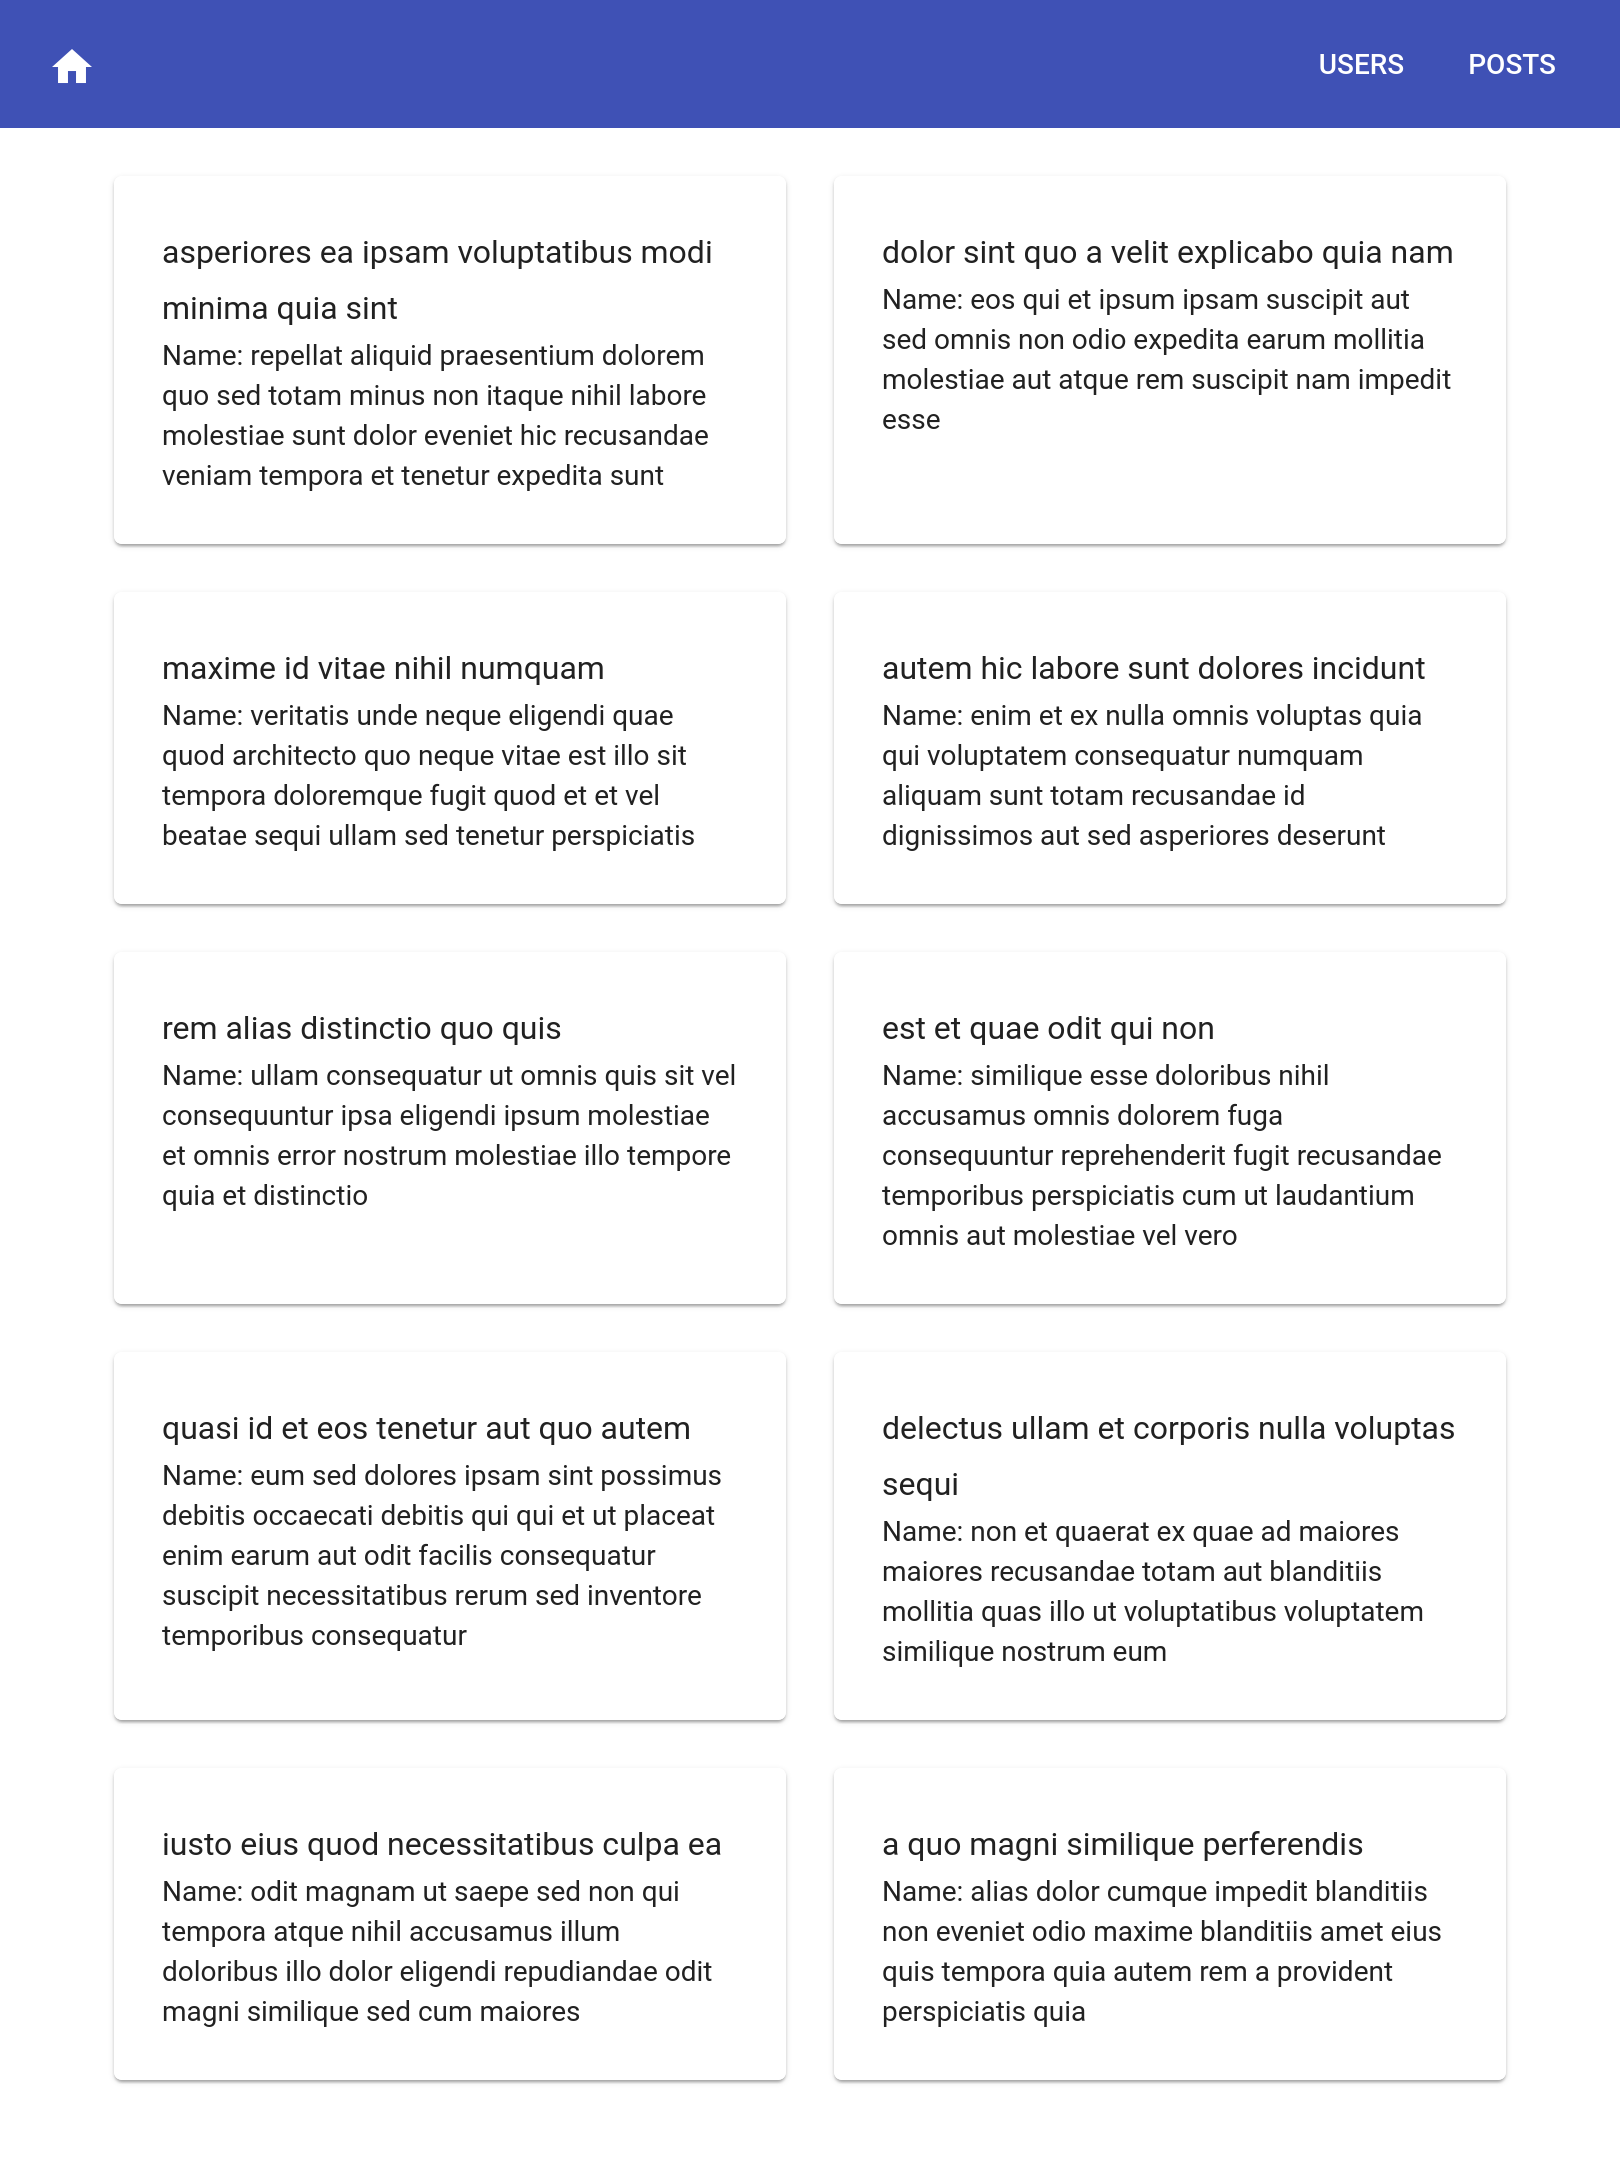 USERS
POSTS
asperiores ea ipsam voluptatibus modi
minima quia sint
Name: repellat aliquid praesentium dolorem
quo sed totam minus non itaque nihil labore
molestiae sunt dolor eveniet hic recusandae
veniam tempora et tenetur expedita sunt
dolor sint quo a velit explicabo quia nam
Name: eos qui et ipsum ipsam suscipit aut
sed omnis non odio expedita earum mollitia
molestiae aut atque rem suscipit nam impedit
esse
maxime id vitae nihil numquam
Name: veritatis unde neque eligendi quae
quod architecto quo neque vitae est illo sit
tempora doloremque fugit quod et et vel
beatae sequi ullam sed tenetur perspiciatis
autem hic labore sunt dolores incidunt
Name: enim et ex nulla omnis voluptas quia
qui voluptatem consequatur numquam
aliquam sunt totam recusandae id
dignissimos aut sed asperiores deserunt
rem alias distinctio quo quis
Name: ullam consequatur ut omnis quis sit vel
consequuntur ipsa eligendi ipsum molestiae
et omnis error nostrum molestiae illo tempore
quia et distinctio
est et quae odit qui non
Name: similique esse doloribus nihil
accusamus omnis dolorem fuga
consequuntur reprehenderit fugit recusandae
temporibus perspiciatis cum ut laudantium
omnis aut molestiae vel vero
quasi id et eos tenetur aut quo autem
Name: eum sed dolores ipsam sint possimus
debitis occaecati debitis qui qui et ut placeat
enim earum aut odit facilis consequatur
suscipit necessitatibus rerum sed inventore
temporibus consequatur
delectus ullam et corporis nulla voluptas
sequi
Name: non et quaerat ex quae ad maiores
maiores recusandae totam aut blanditiis
mollitia quas illo ut voluptatibus voluptatem
similique nostrum eum
iusto eius quod necessitatibus culpa ea
Name: odit magnam ut saepe sed non qui
tempora atque nihil accusamus illum
doloribus illo dolor eligendi repudiandae odit
magni similique sed cum maiores
a quo magni similique perferendis
Name: alias dolor cumque impedit blanditiis
non eveniet odio maxime blanditiis amet eius
quis tempora quia autem rem a provident
perspiciatis quia